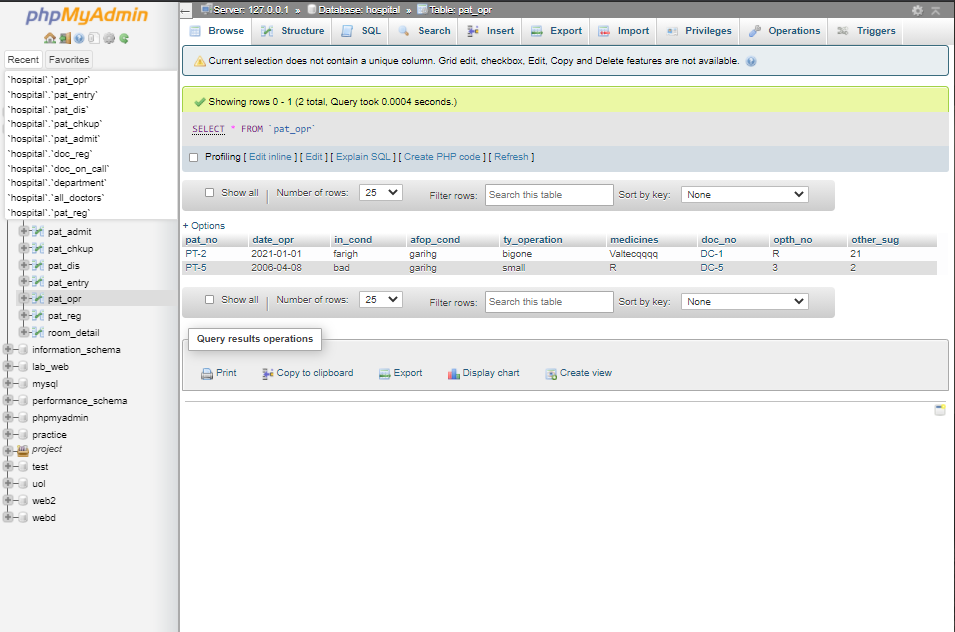 phpMyAdmin
Recent Favorites
`hospital`.`pat_opr`
`hospital`.`pat_entry`
`hospital`.`pat_dis`
`hospital`.`pat_chkup`
`hospital`.`pat_admit`
`hospital`.`doc_reg`
`hospital`.`doc_on_call`
`hospital`.`department`
`hospital`.`all_doctors`
`hospital`.`pat_reg`
pat_admit
pat_chkup
pat_dis
pat_entry
pat_opr
pat_reg
room_detail
information_schema
lab_web
mysql
performance_schema
phpmyadmin
practice
project
test
uol
web2
webd
Server: 127.0.0.1 » Database: hospital » Table: pat_opr
Browse Structure SQL Search Insert Export Import Privileges Operations Triggers
Current selection does not contain a unique column. Grid edit, checkbox, Edit, Copy and Delete features are not available.
Showing rows 0 - 1 (2 total, Query took 0.0004 seconds.)
SELECT * FROM `pat_opr`
Profiling [ Edit inline ] [ Edit ] [ Explain SQL ] [ Create PHP code ] [ Refresh ]
Show all Number of rows: 25 Filter rows: Search this table Sort by key: None
+ Options
pat_no date_opr in_cond afop_cond ty_operation medicines doc_no opth_no other_sug
PT-2 2021-01-01 farigh garihg bigone Valtecqqqq DC-1 R 21
PT-5 2006-04-08 bad garihg small R DC-5 3 2
Show all Number of rows: 25 Filter rows: Search this table Sort by key: None
Query results operations
Print Copy to clipboard Export Display chart Create view